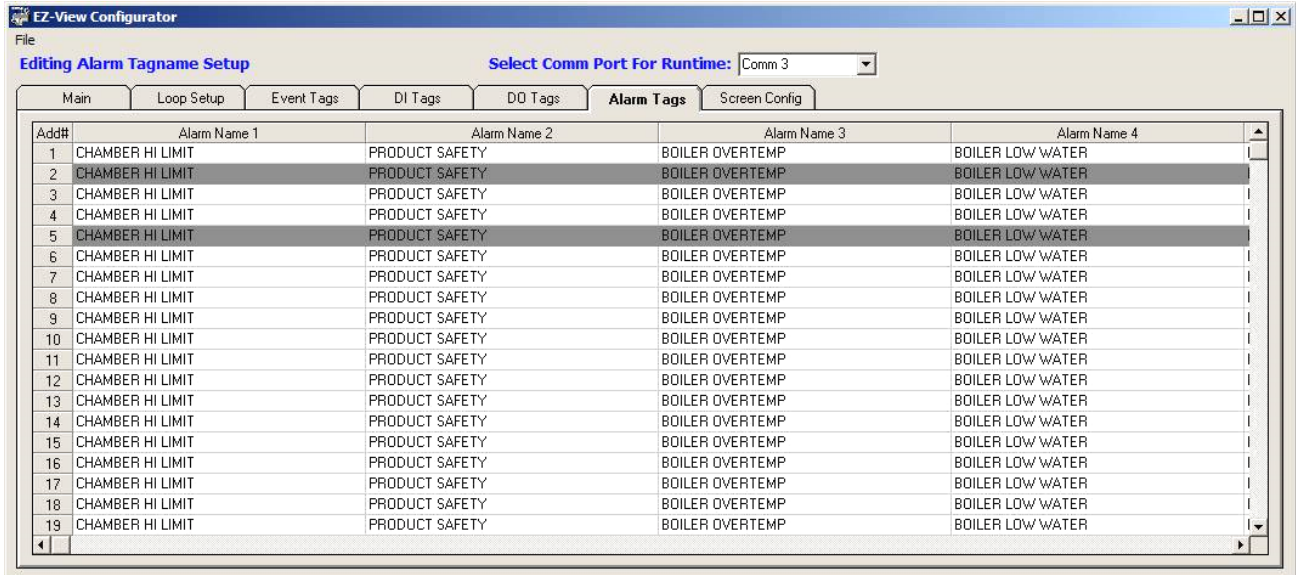 EZ-View Configurator
File
Editing Alarm Tagname Setup Select Comm Port For Runtime: Comm 3
Main Loop Setup Event Tags DI Tags DO Tags Alarm Tags Screen Config
Add# Alarm Name 1 Alarm Name 2 Alarm Name 3 Alarm Name 4
1 CHAMBER HI LIMIT PRODUCT SAFETY BOILER OVERTEMP BOILER LOW WATER
2 CHAMBER HI LIMIT PRODUCT SAFETY BOILER OVERTEMP BOILER LOW WATER
3 CHAMBER HI LIMIT PRODUCT SAFETY BOILER OVERTEMP BOILER LOW WATER
4 CHAMBER HI LIMIT PRODUCT SAFETY BOILER OVERTEMP BOILER LOW WATER
5 CHAMBER HI LIMIT PRODUCT SAFETY BOILER OVERTEMP BOILER LOW WATER
6 CHAMBER HI LIMIT PRODUCT SAFETY BOILER OVERTEMP BOILER LOW WATER
7 CHAMBER HI LIMIT PRODUCT SAFETY BOILER OVERTEMP BOILER LOW WATER
8 CHAMBER HI LIMIT PRODUCT SAFETY BOILER OVERTEMP BOILER LOW WATER
9 CHAMBER HI LIMIT PRODUCT SAFETY BOILER OVERTEMP BOILER LOW WATER
10 CHAMBER HI LIMIT PRODUCT SAFETY BOILER OVERTEMP BOILER LOW WATER
11 CHAMBER HI LIMIT PRODUCT SAFETY BOILER OVERTEMP BOILER LOW WATER
12 CHAMBER HI LIMIT PRODUCT SAFETY BOILER OVERTEMP BOILER LOW WATER
13 CHAMBER HI LIMIT PRODUCT SAFETY BOILER OVERTEMP BOILER LOW WATER
14 CHAMBER HI LIMIT PRODUCT SAFETY BOILER OVERTEMP BOILER LOW WATER
15 CHAMBER HI LIMIT PRODUCT SAFETY BOILER OVERTEMP BOILER LOW WATER
16 CHAMBER HI LIMIT PRODUCT SAFETY BOILER OVERTEMP BOILER LOW WATER
17 CHAMBER HI LIMIT PRODUCT SAFETY BOILER OVERTEMP BOILER LOW WATER
18 CHAMBER HI LIMIT PRODUCT SAFETY BOILER OVERTEMP BOILER LOW WATER
19 CHAMBER HI LIMIT PRODUCT SAFETY BOILER OVERTEMP BOILER LOW WATER